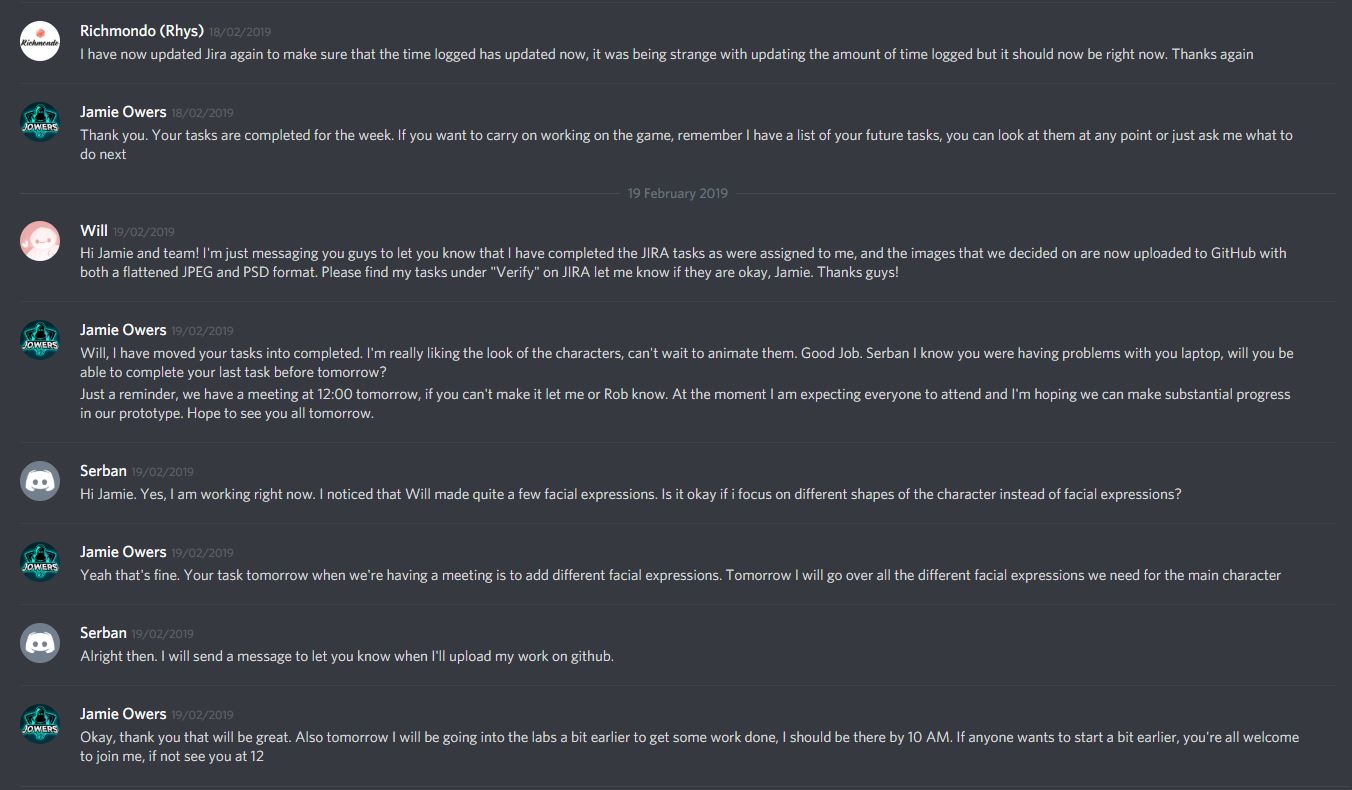 Richmondo (Rhys) 18/02/2019
Richmondo
I have now updated Jira again to make sure that the time logged has updated now, it was being strange with updating the amount of time logged but it should now be right now. Thanks again
Jamie Owers 18/02/2019
JOWERS
Thank you. Your tasks are completed for the week. If you want to carry on working on the game, remember I have a list of your future tasks, you can look at them at any point or just ask me what to
do next
19 February 2019
Will 19/02/2019
Hi Jamie and team! I'm just messaging you guys to let you know that I have completed the JIRA tasks as were assigned to me, and the images that we decided on are now uploaded to GitHub with
both a flattened JPEG and PSD format. Please find my tasks under "Verify" on JIRA let me know if they are okay, Jamie. Thanks guys!
Jamie Owers 19/02/2019
JOWERS
Will, I have moved your tasks into completed. I'm really liking the look of the characters, can't wait to animate them. Good Job. Serban I know you were having problems with you laptop, will you be
able to complete your last task before tomorrow?
Just a reminder, we have a meeting at 12:00 tomorrow, if you can't make it let me or Rob know. At the moment I am expecting everyone to attend and I'm hoping we can make substantial progress
in our prototype. Hope to see you all tomorrow.
Serban 19/02/2019
Hi Jamie. Yes, I am working right now. I noticed that Will made quite a few facial expressions. Is it okay if i focus on different shapes of the character instead of facial expressions?
Jamie Owers 19/02/2019
JOWERS
Yeah that's fine. Your task tomorrow when we're having a meeting is to add different facial expressions. Tomorrow I will go over all the different facial expressions we need for the main character
Serban 19/02/2019
Alright then. I will send a message to let you know when I'll upload my work on github.
Jamie Owers 19/02/2019
JOWERS
Okay, thank you that will be great. Also tomorrow I will be going into the labs a bit earlier to get some work done, I should be there by 10 AM. If anyone wants to start a bit earlier, you're all welcome
to join me, if not see you at 12